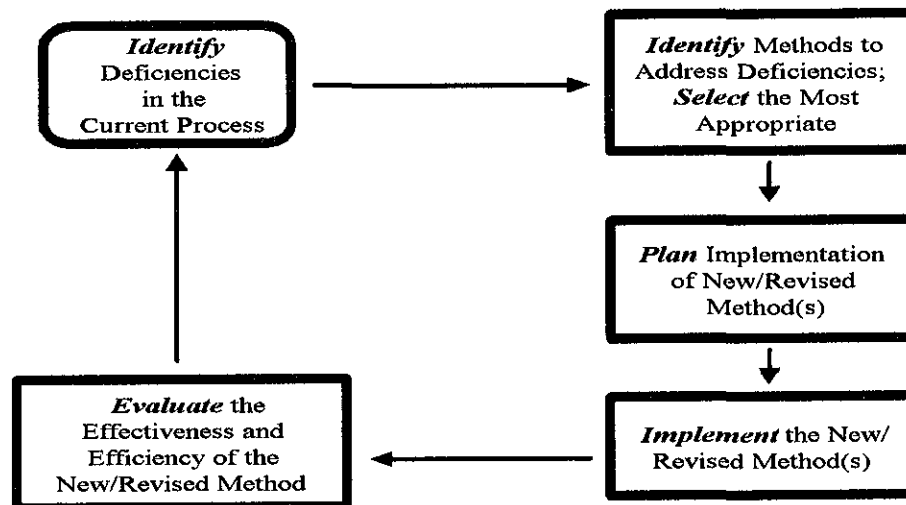 Identify
Deficiencies
in the
Current Process
Identify Methods to
Address Deficiencies;
Select the Most
Appropriate
Plan Implementation
of New/Revised
Method(s)
Implement the New/
Revised Method(s)
Evaluate the
Effectiveness and
Efficiency of the
New/Revised Method